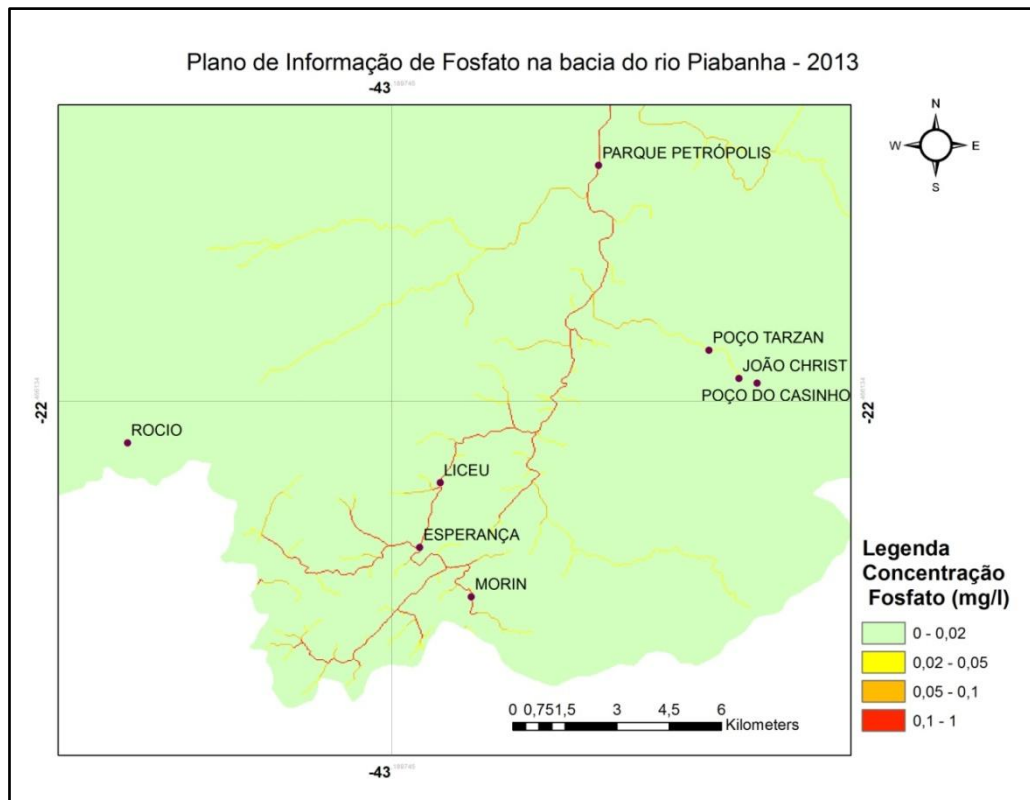 Plano de Informação de Fosfato na bacia do rio Piabanha - 2013
-43
N
W
E
S
PARQUE PETRÓPOLIS
POÇO TARZAN
JOÃO CHRIST
POÇO DO CASINHO
-22
-22
ROCIO
LICEU
ESPERANÇA
MORIN
Legenda
Concentração
Fosfato (mg/l)
0 - 0,02
0,02 - 0,05
0,05 - 0,1
0,1 - 1
0 0,75 1,5 3 4,5 6
Kilometers
-43